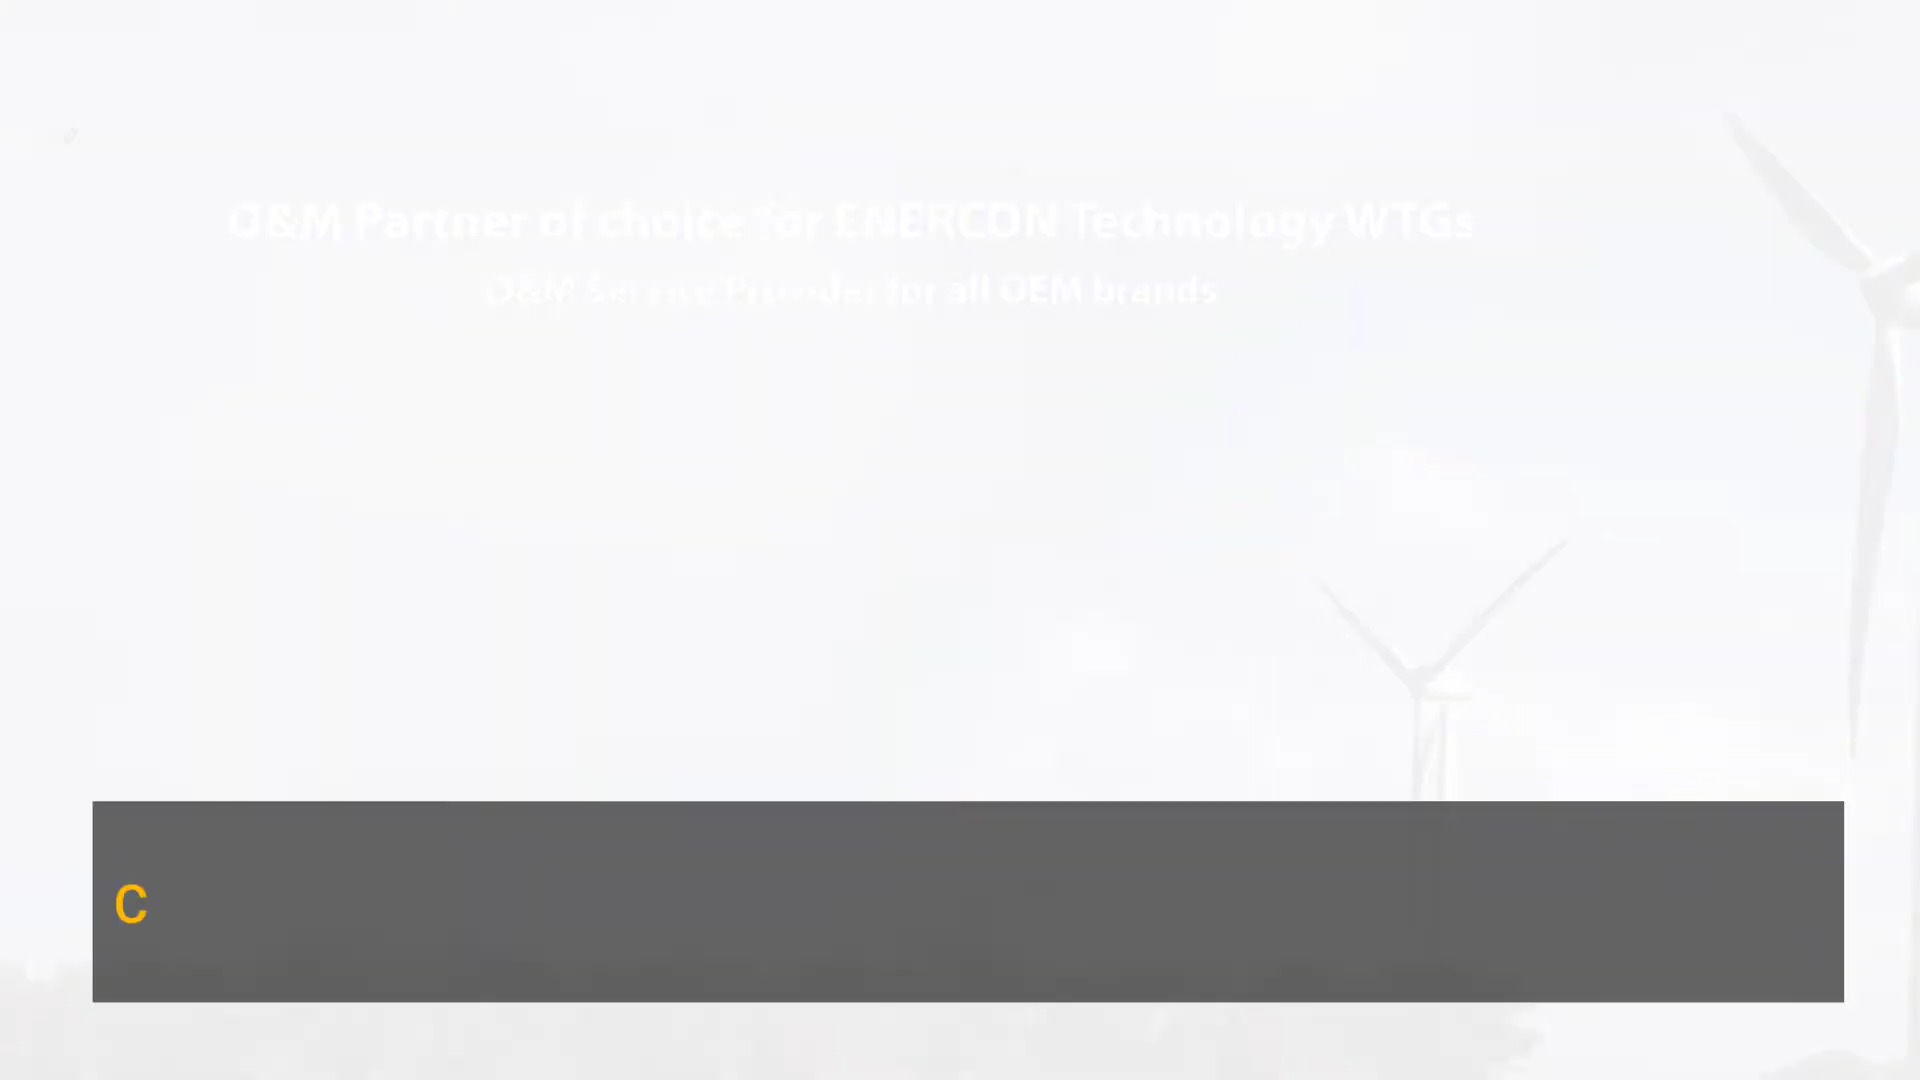 O&M Partner of choice for ENERCON Technology WTGs
O&M Service Provider for all OEM brands
C